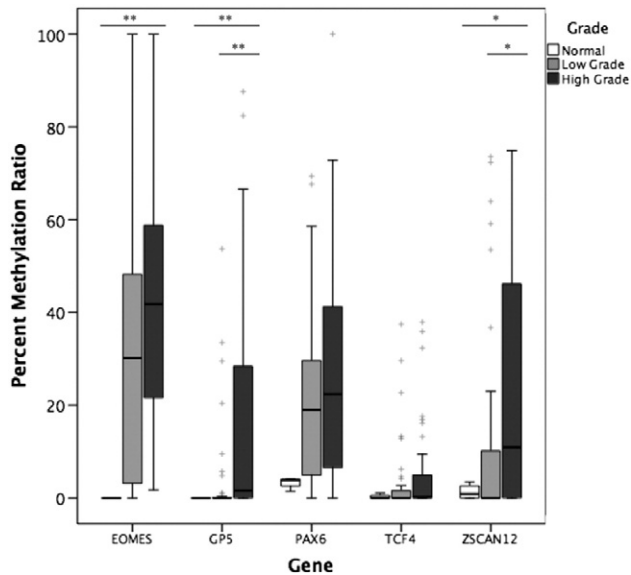 ** ** *
** *
Grade
Normal
Low Grade
High Grade
100
80
60
40
20
0
Percent Methylation Ratio
EOMES GP5 PAX6 TCF4 ZSCAN12
Gene